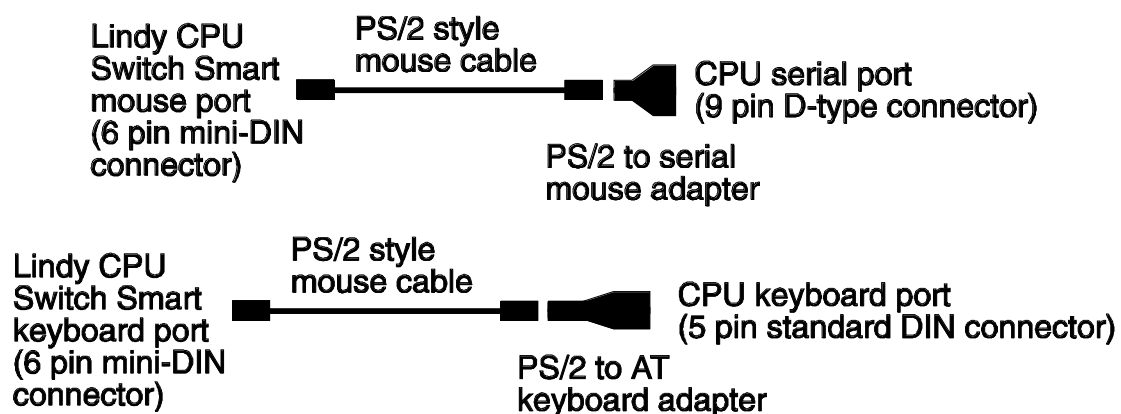 Lindy CPU
Switch Smart
mouse port
(6 pin mini-DIN
connector)
PS/2 style
mouse cable
CPU serial port
(9 pin D-type connector)
PS/2 to serial
mouse adapter
Lindy CPU
Switch Smart
keyboard port
(6 pin mini-DIN
connector)
PS/2 style
mouse cable
CPU keyboard port
(5 pin standard DIN connector)
PS/2 to AT
keyboard adapter